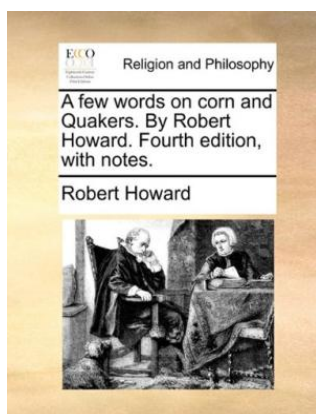 ECCO
Religion and Philosophy
A few words on corn and
Quakers. By Robert
Howard. Fourth edition,
with notes.
Robert Howard